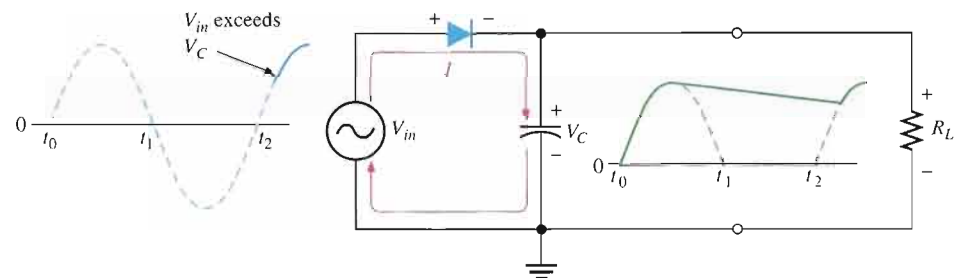 V_in exceeds
V_C
0
t_0
t_1
t_2
+ −
I
V_in
+
V_C
−
0
t_0
t_1
t_2
+
R_L
−